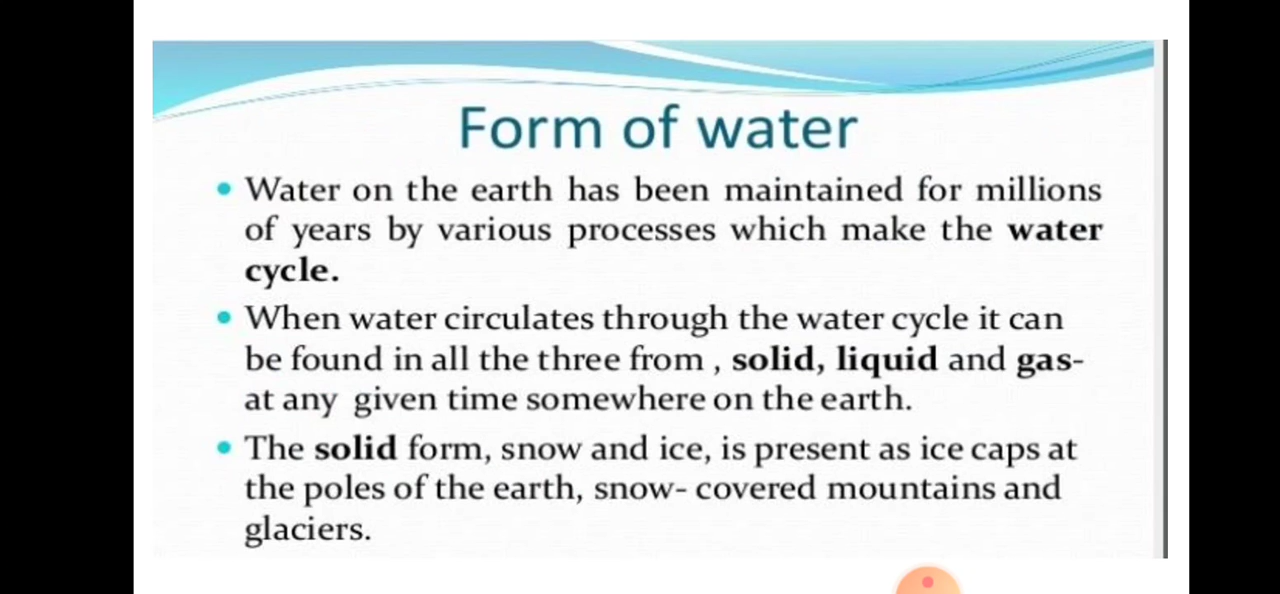 Form of water
• Water on the earth has been maintained for millions
of years by various processes which make the water
cycle.
• When water circulates through the water cycle it can
be found in all the three from , solid, liquid and gas-
at any given time somewhere on the earth.
• The solid form, snow and ice, is present as ice caps at
the poles of the earth, snow- covered mountains and
glaciers.